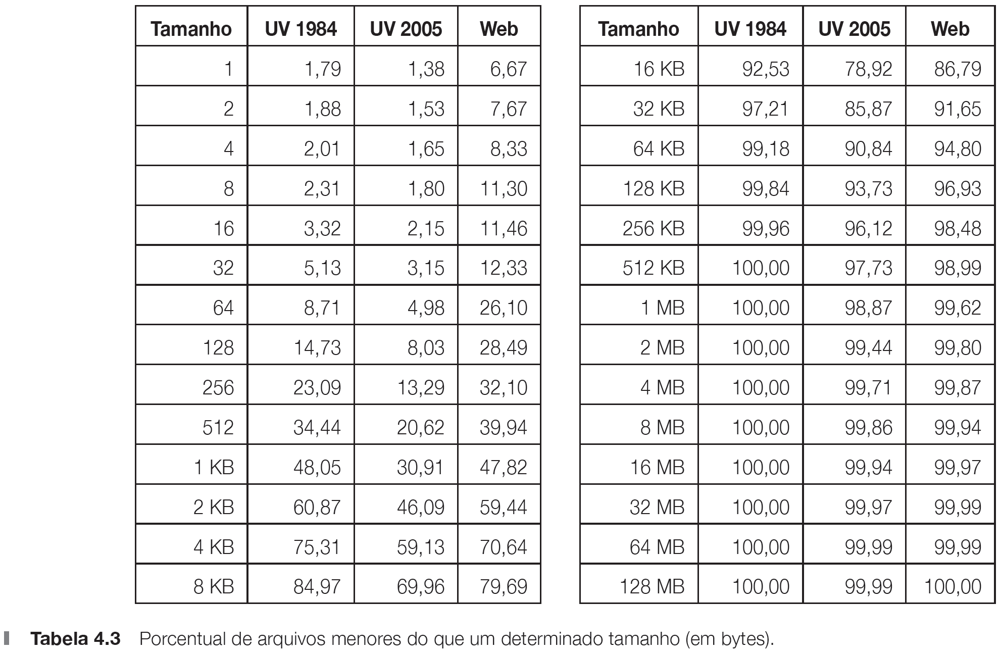 Tamanho UV 1984 UV 2005 Web
1 1,79 1,38 6,67
2 1,88 1,53 7,67
4 2,01 1,65 8,33
8 2,31 1,80 11,30
16 3,32 2,15 11,46
32 5,13 3,15 12,33
64 8,71 4,98 26,10
128 14,73 8,03 28,49
256 23,09 13,29 32,10
512 34,44 20,62 39,94
1 KB 48,05 30,91 47,82
2 KB 60,87 46,09 59,44
4 KB 75,31 59,13 70,64
8 KB 84,97 69,96 79,69
Tamanho UV 1984 UV 2005 Web
16 KB 92,53 78,92 86,79
32 KB 97,21 85,87 91,65
64 KB 99,18 90,84 94,80
128 KB 99,84 93,73 96,93
256 KB 99,96 96,12 98,48
512 KB 100,00 97,73 98,99
1 MB 100,00 98,87 99,62
2 MB 100,00 99,44 99,80
4 MB 100,00 99,71 99,87
8 MB 100,00 99,86 99,94
16 MB 100,00 99,94 99,97
32 MB 100,00 99,97 99,99
64 MB 100,00 99,99 99,99
128 MB 100,00 99,99 100,00
Tabela 4.3 Porcentual de arquivos menores do que um determinado tamanho (em bytes).